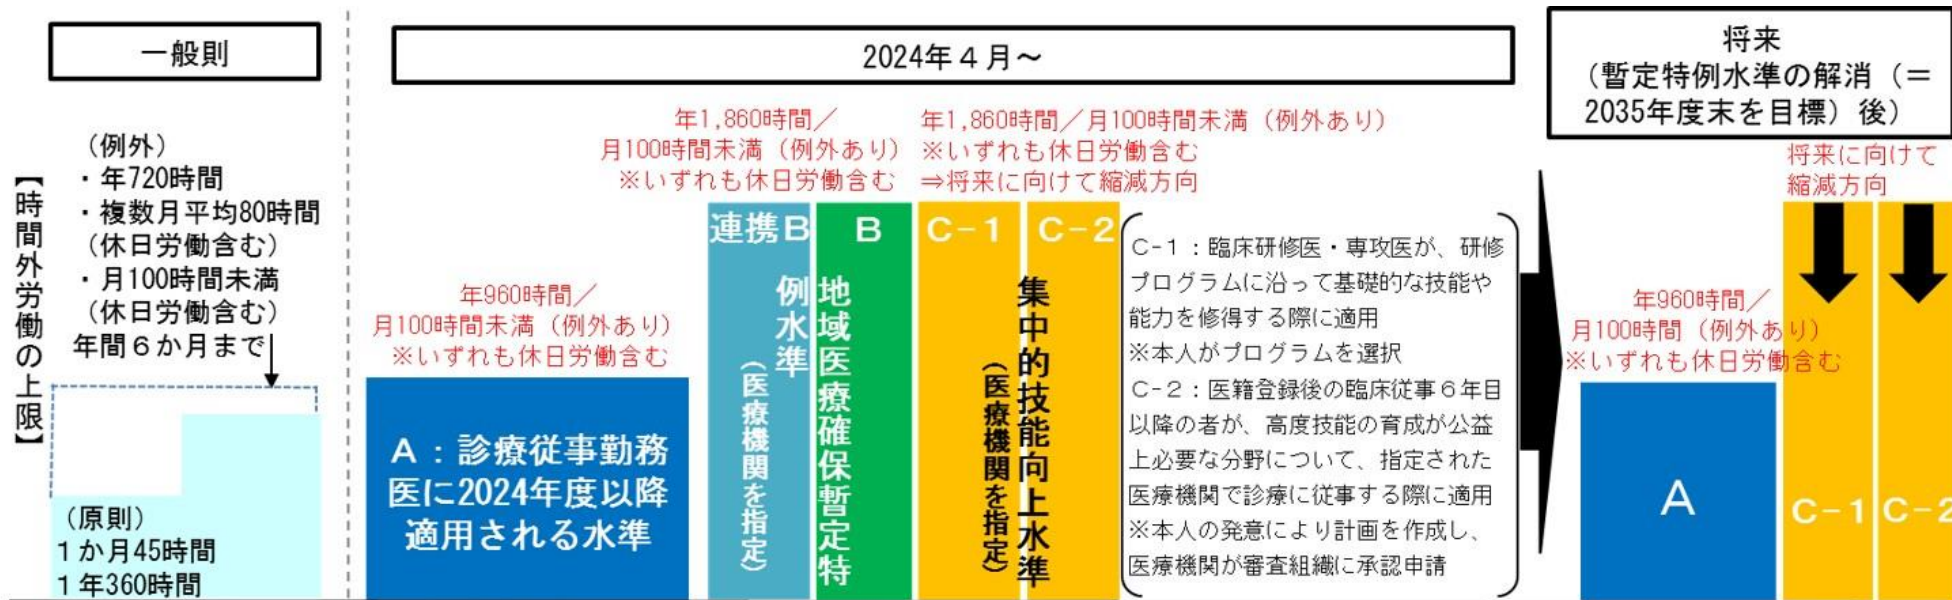 一般則
【時間外労働の上限】
（例外）
・年720時間
・複数月平均80時間
（休日労働含む）
・月100時間未満
（休日労働含む）
年間６か月まで
（原則）
１か月45時間
１年360時間
2024年４月～
年960時間／
月100時間未満（例外あり）
※いずれも休日労働含む
Ａ：診療従事勤務
医に2024年度以降
適用される水準
年1,860時間／
月100時間未満（例外あり）
※いずれも休日労働含む
連携Ｂ
Ｂ
地域医療確保暫定特
例水準
（医療機関を指定）
年1,860時間／月100時間未満（例外あり）
※いずれも休日労働含む
⇒将来に向けて縮減方向
Ｃ-１
Ｃ-２
集中的技能向上水準
（医療機関を指定）
Ｃ-１：臨床研修医・専攻医が、研修
プログラムに沿って基礎的な技能や
能力を修得する際に適用
※本人がプログラムを選択
Ｃ-２：医籍登録後の臨床従事６年目
以降の者が、高度技能の育成が公益
上必要な分野について、指定された
医療機関で診療に従事する際に適用
※本人の発意により計画を作成し、
医療機関が審査組織に承認申請
将来
（暫定特例水準の解消（＝
2035年度末を目標）後）
将来に向けて
縮減方向
年960時間／
月100時間（例外あり）
※いずれも休日労働含む
Ａ
Ｃ-１
Ｃ-２